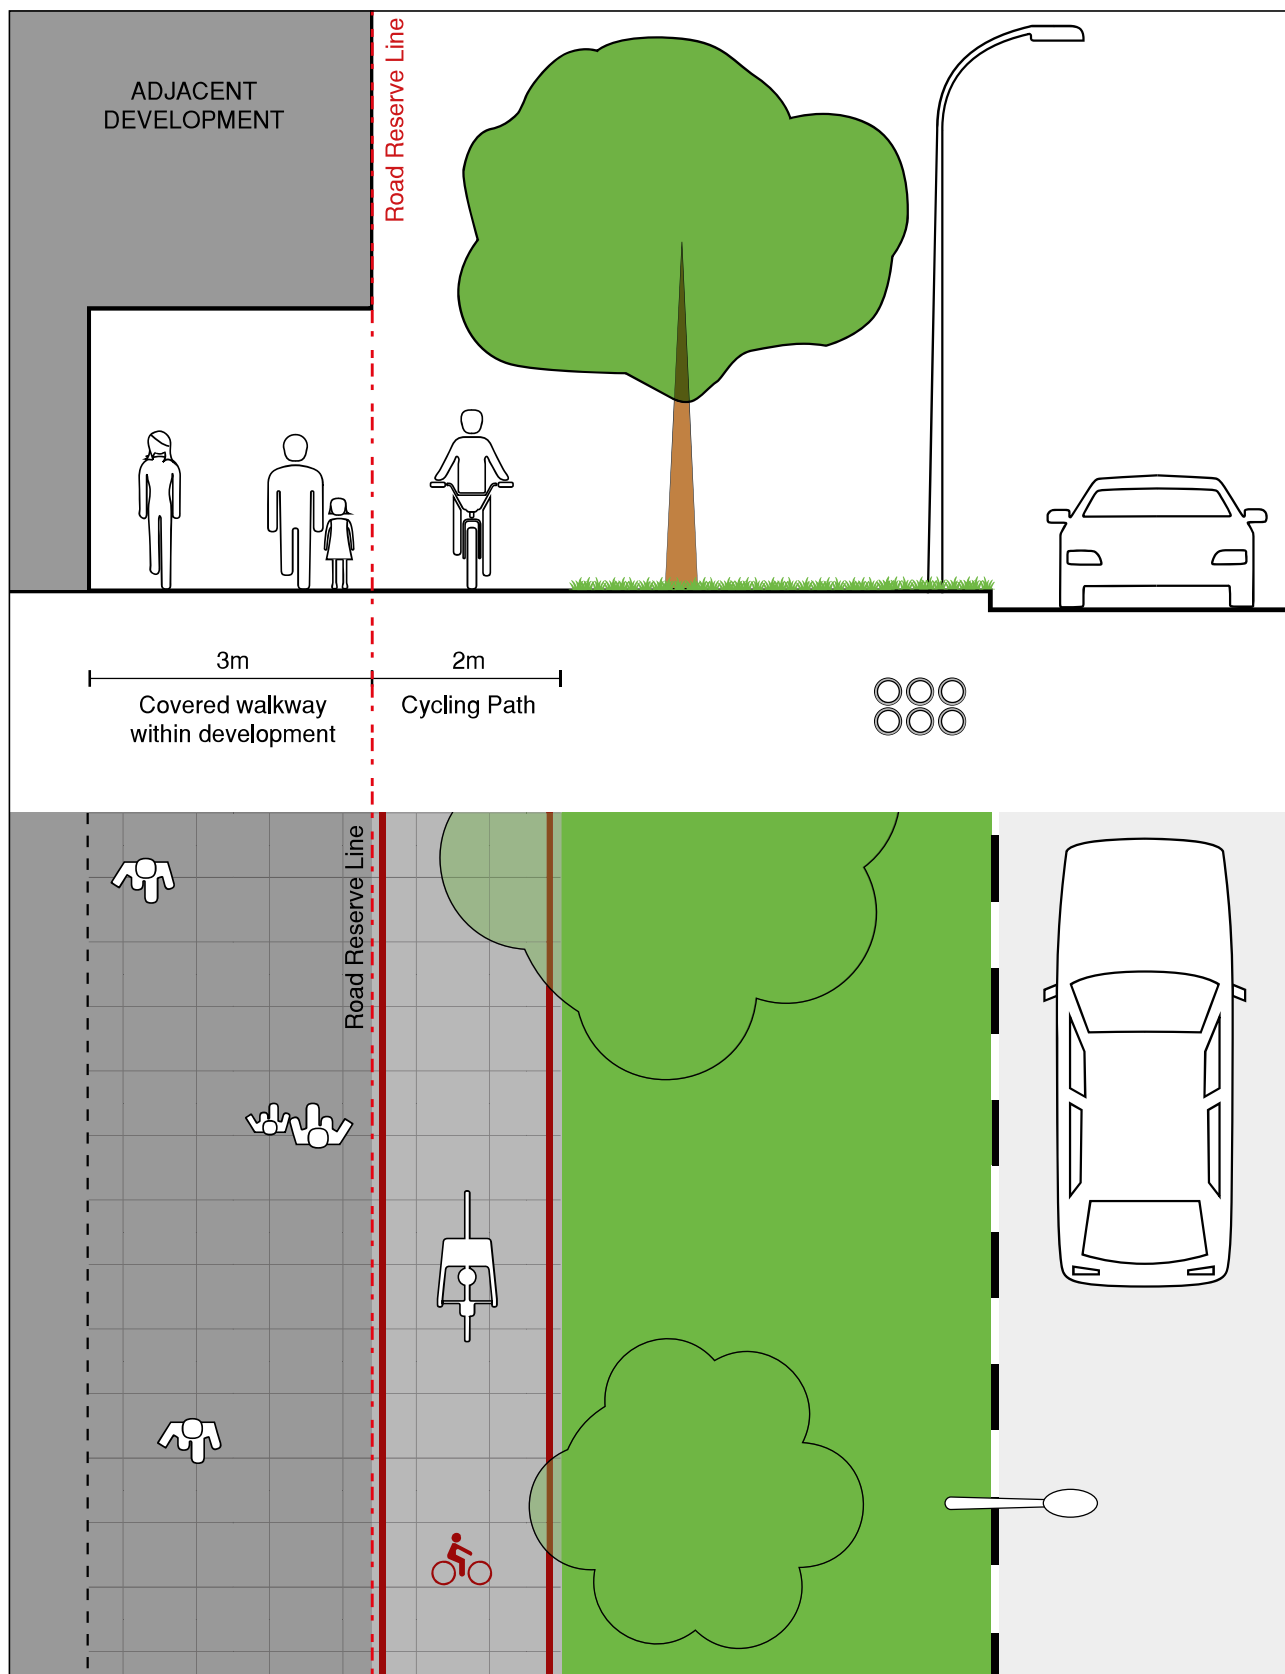 ADJACENT
DEVELOPMENT
Road Reserve Line
3m
2m
Covered walkway
within development
Cycling Path
Road Reserve Line